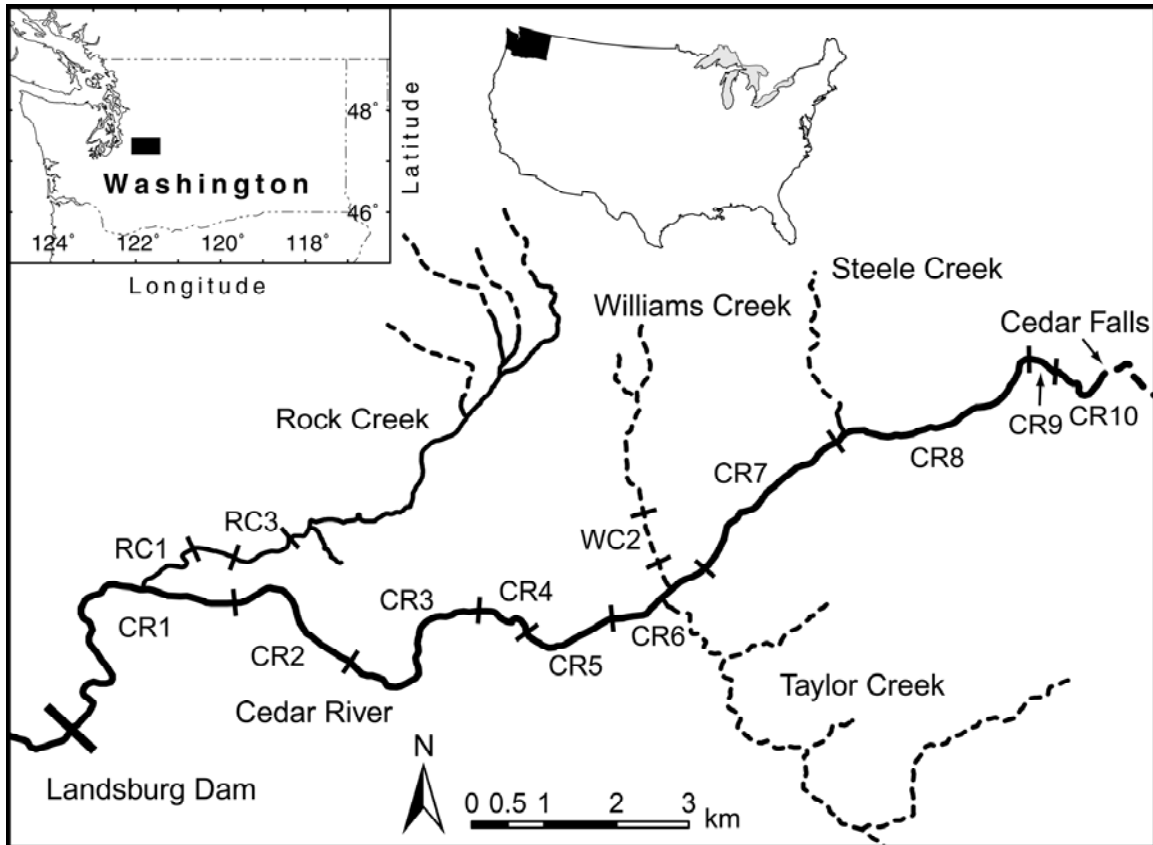 48°
Washington
46°
124° 122° 120° 118°
Longitude
Latitude
Steele Creek
Williams Creek
Cedar Falls
Rock Creek
CR9
CR10
CR8
CR7
RC3
RC1
WC2
CR4
CR3
CR1
CR6
CR2
CR5
Taylor Creek
Cedar River
N
Landsburg Dam
0 0.5 1 2 3 km